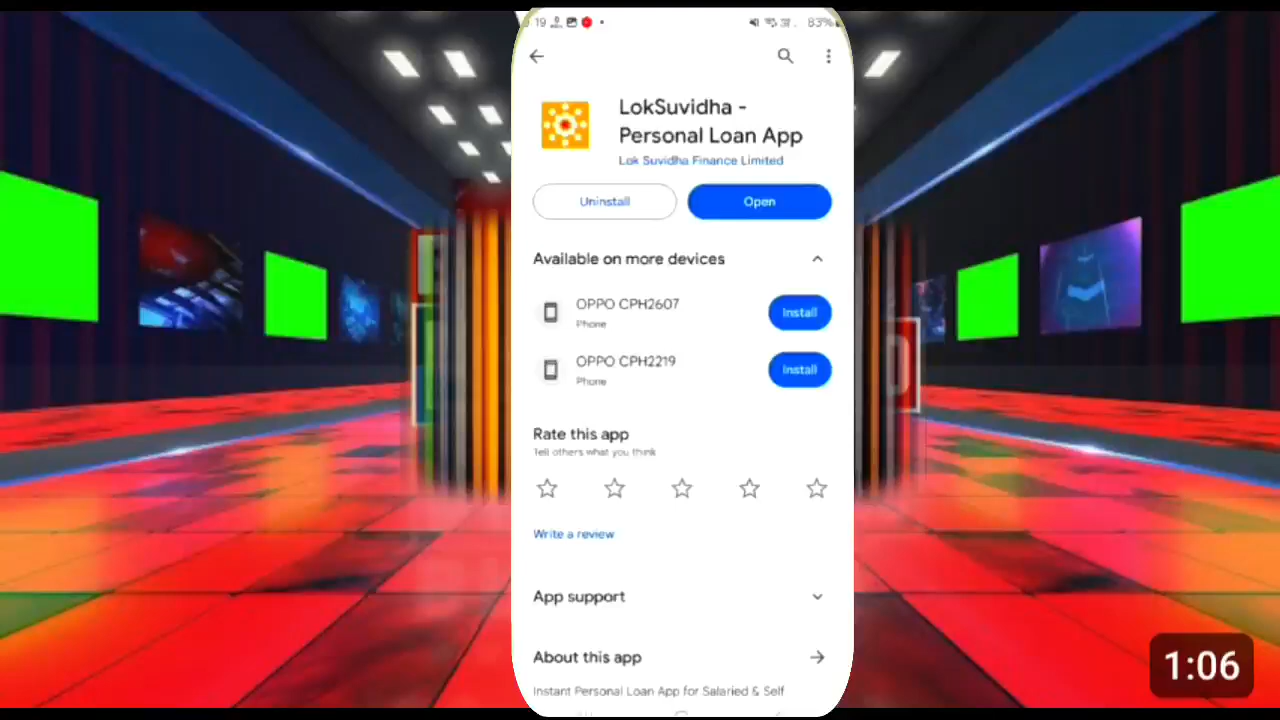 19
83%
LokSuvidha -
Personal Loan App
Lok Suvidha Finance Limited
Uninstall
Open
Available on more devices
OPPO CPH2607
Phone
Install
OPPO CPH2219
Phone
Install
Rate this app
Tell others what you think
Write a review
App support
About this app
Instant Personal Loan App for Salaried & Self
1:06